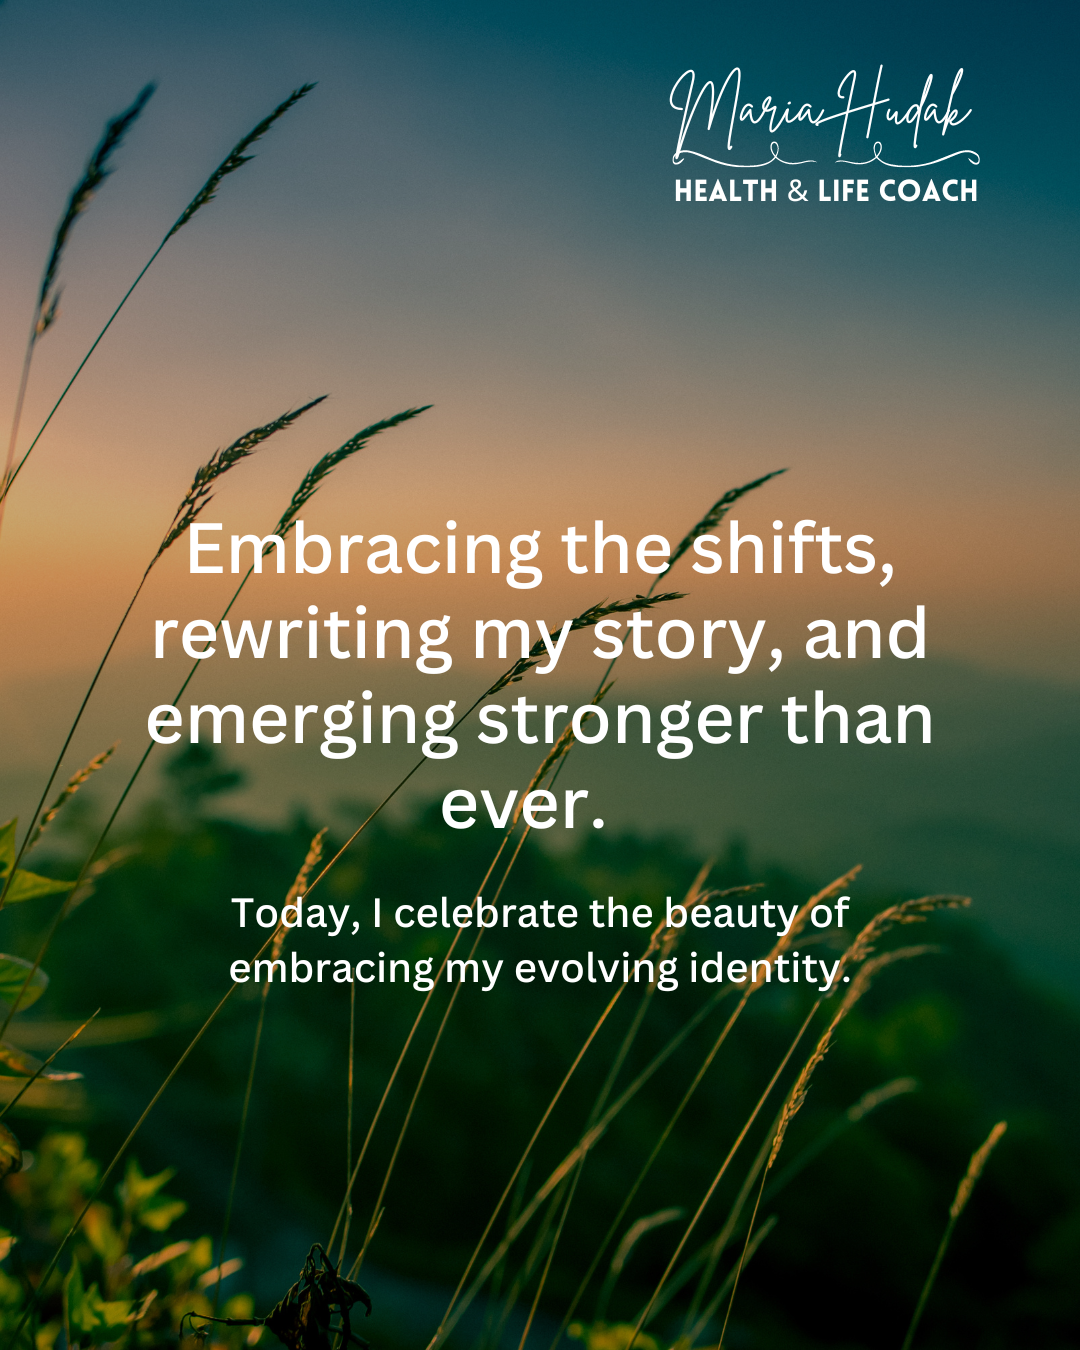 Maria Hudak
HEALTH & LIFE COACH
Embracing the shifts,
rewriting my story, and
emerging stronger than
ever.
Today, I celebrate the beauty of
embracing my evolving identity.